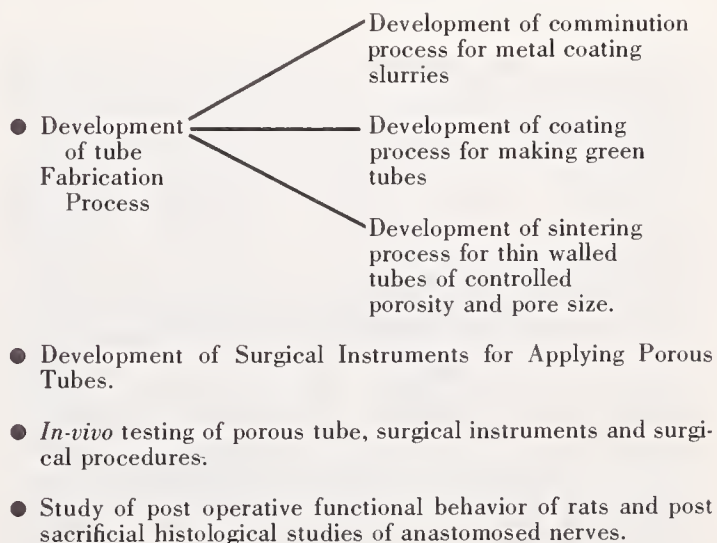 Development of comminution
process for metal coating
slurries
● Development
of tube
Fabrication
Process
Development of coating
process for making green
tubes
Development of sintering
process for thin walled
tubes of controlled
porosity and pore size.
● Development of Surgical Instruments for Applying Porous
Tubes.
● In-vivo testing of porous tube, surgical instruments and surgi-
cal procedures.
● Study of post operative functional behavior of rats and post
sacrificial histological studies of anastomosed nerves.